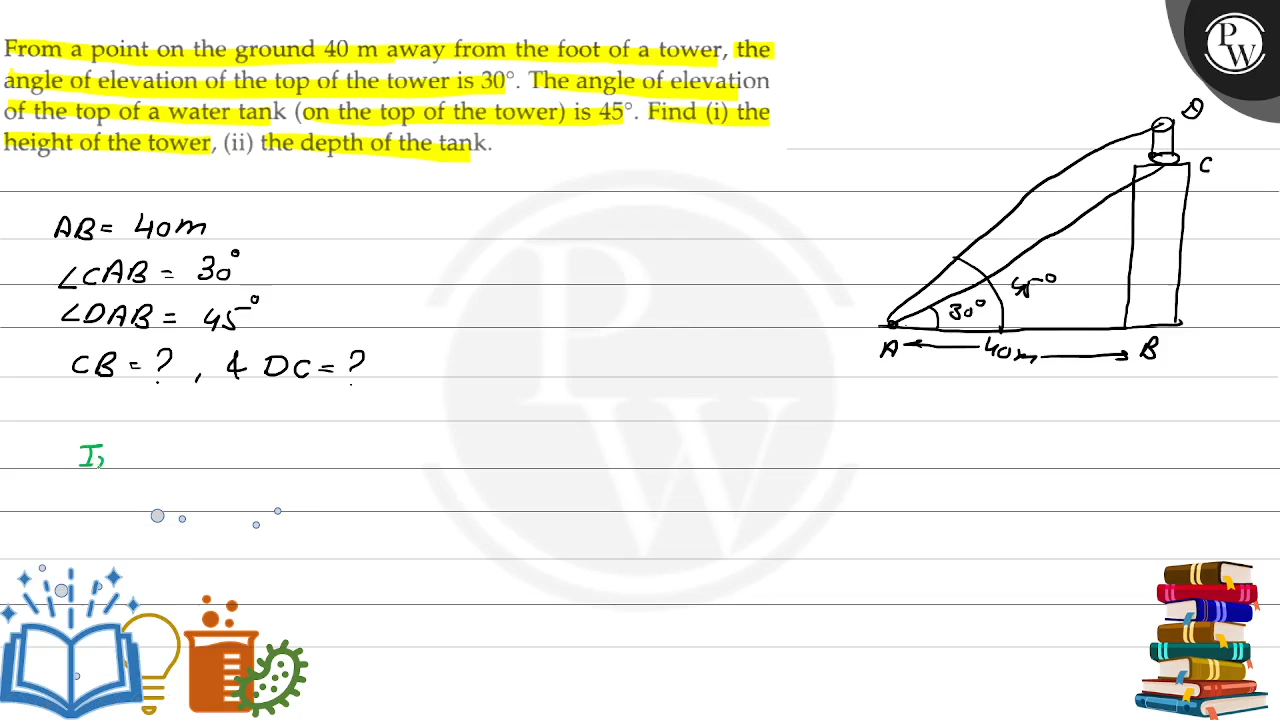 From a point on the ground 40 m away from the foot of a tower, the
angle of elevation of the top of the tower is 30°. The angle of elevation
of the top of a water tank (on the top of the tower) is 45°. Find (i) the
height of the tower, (ii) the depth of the tank.
PW
D
C
AB = 40m
∠CAB = 30°
∠DAB = 45°
CB = ?, & DC = ?
30°
45°
A
40m
B
I,
PW